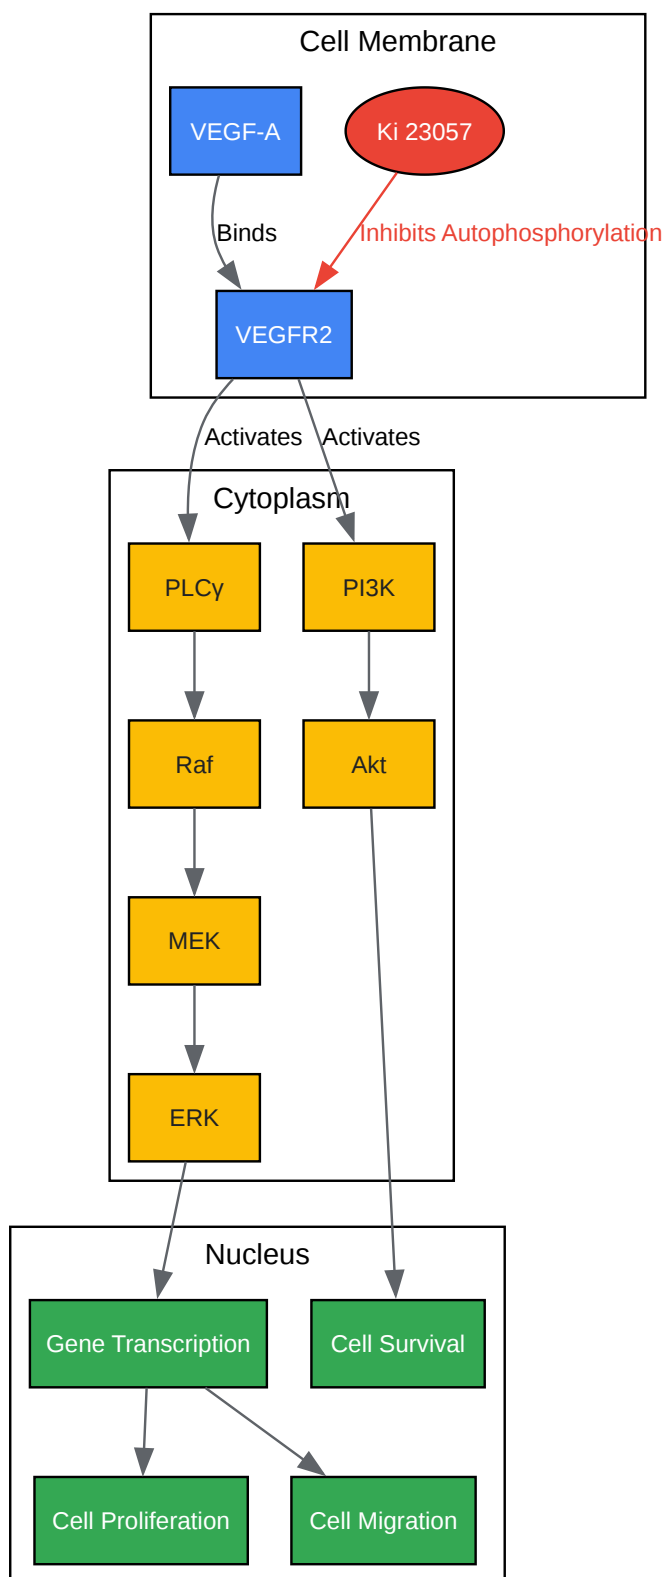 Cell Membrane
VEGF-A
Ki 23057
Binds
Inhibits Autophosphorylation
VEGFR2
Activates
Activates
Cytoplasm
PLCγ
PI3K
Raf
Akt
MEK
ERK
Nucleus
Gene Transcription
Cell Survival
Cell Proliferation
Cell Migration